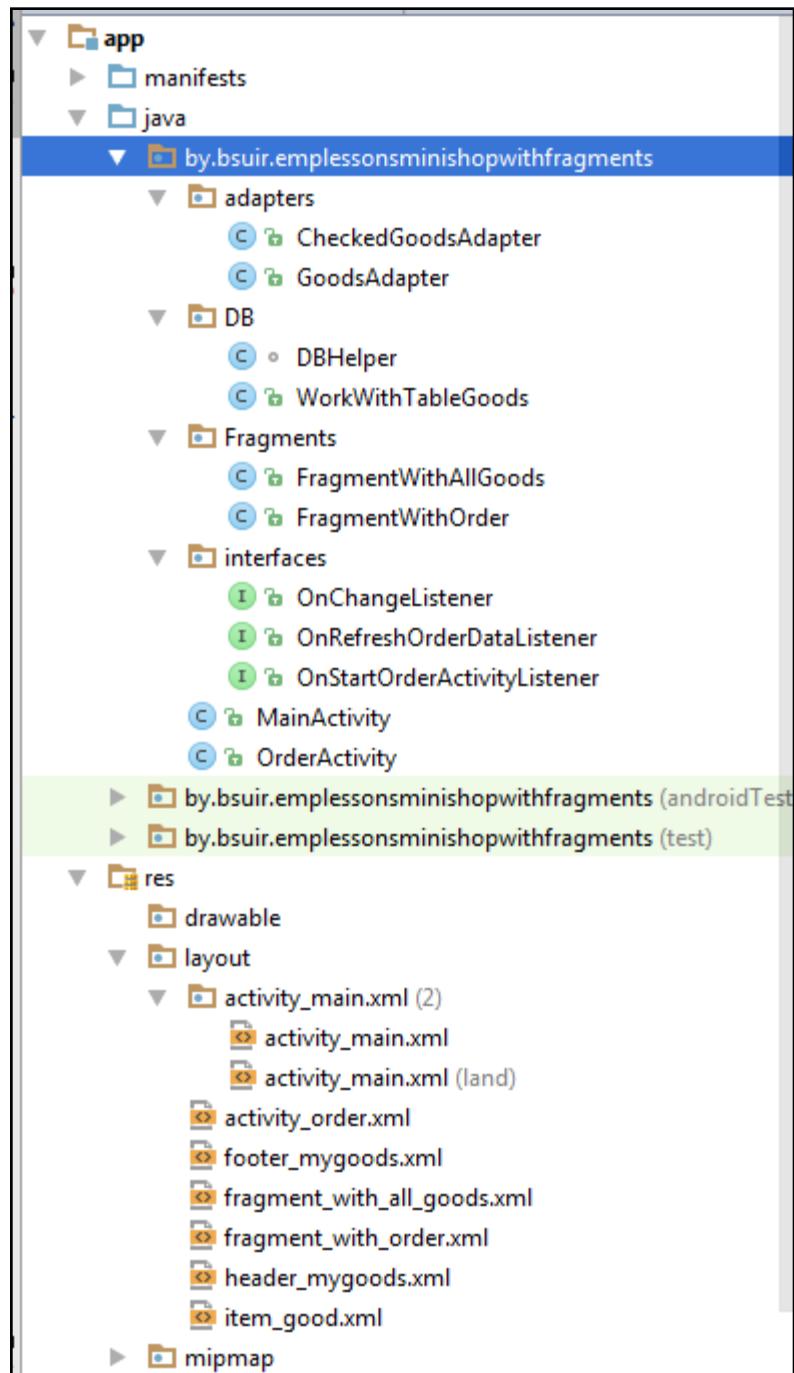 app
manifests
java
by.bsuir.emplessonsminishopwithfragments
adapters
C CheckedGoodsAdapter
C GoodsAdapter
DB
C DBHelper
C WorkWithTableGoods
Fragments
C FragmentWithAllGoods
C FragmentWithOrder
interfaces
I OnChangeListener
I OnRefreshOrderDataListener
I OnStartOrderActivityListener
C MainActivity
C OrderActivity
by.bsuir.emplessonsminishopwithfragments (androidTest
by.bsuir.emplessonsminishopwithfragments (test)
res
drawable
layout
activity_main.xml (2)
activity_main.xml
activity_main.xml (land)
activity_order.xml
footer_mygoods.xml
fragment_with_all_goods.xml
fragment_with_order.xml
header_mygoods.xml
item_good.xml
mipmap